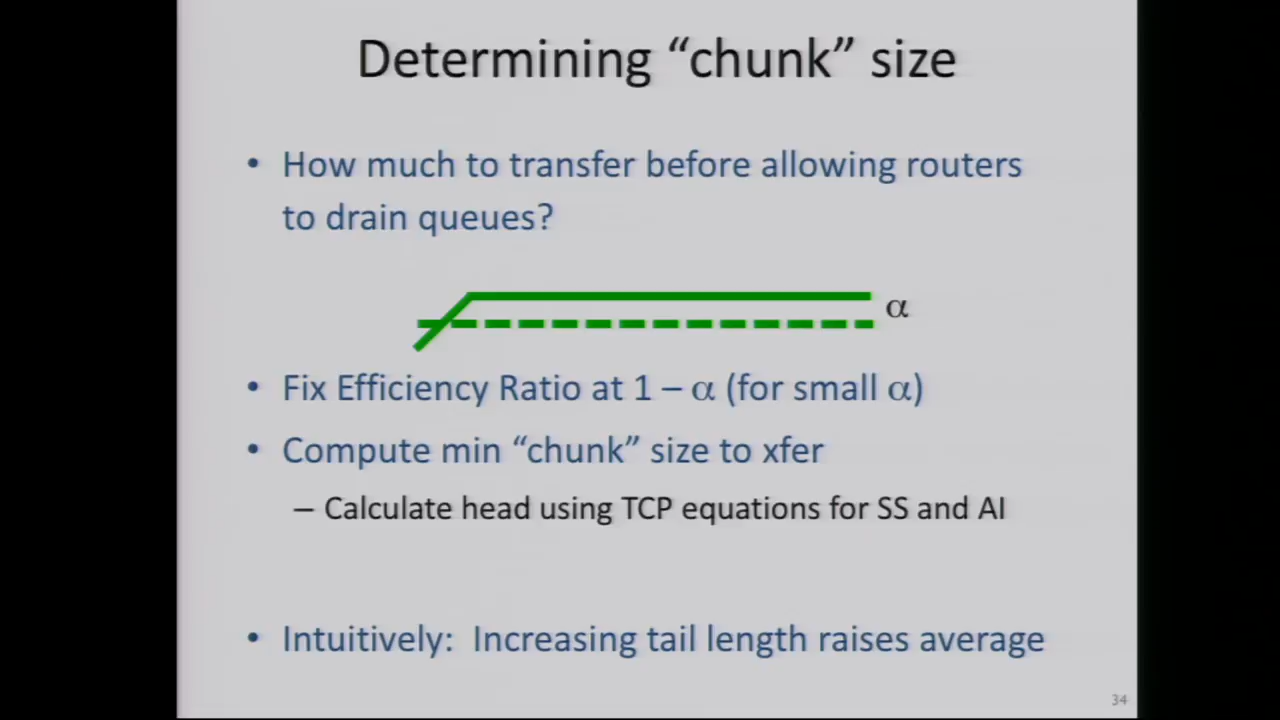 Determining “chunk” size
• How much to transfer before allowing routers
to drain queues?
α
• Fix Efficiency Ratio at 1 – α (for small α)
• Compute min “chunk” size to xfer
– Calculate head using TCP equations for SS and AI
• Intuitively: Increasing tail length raises average
34